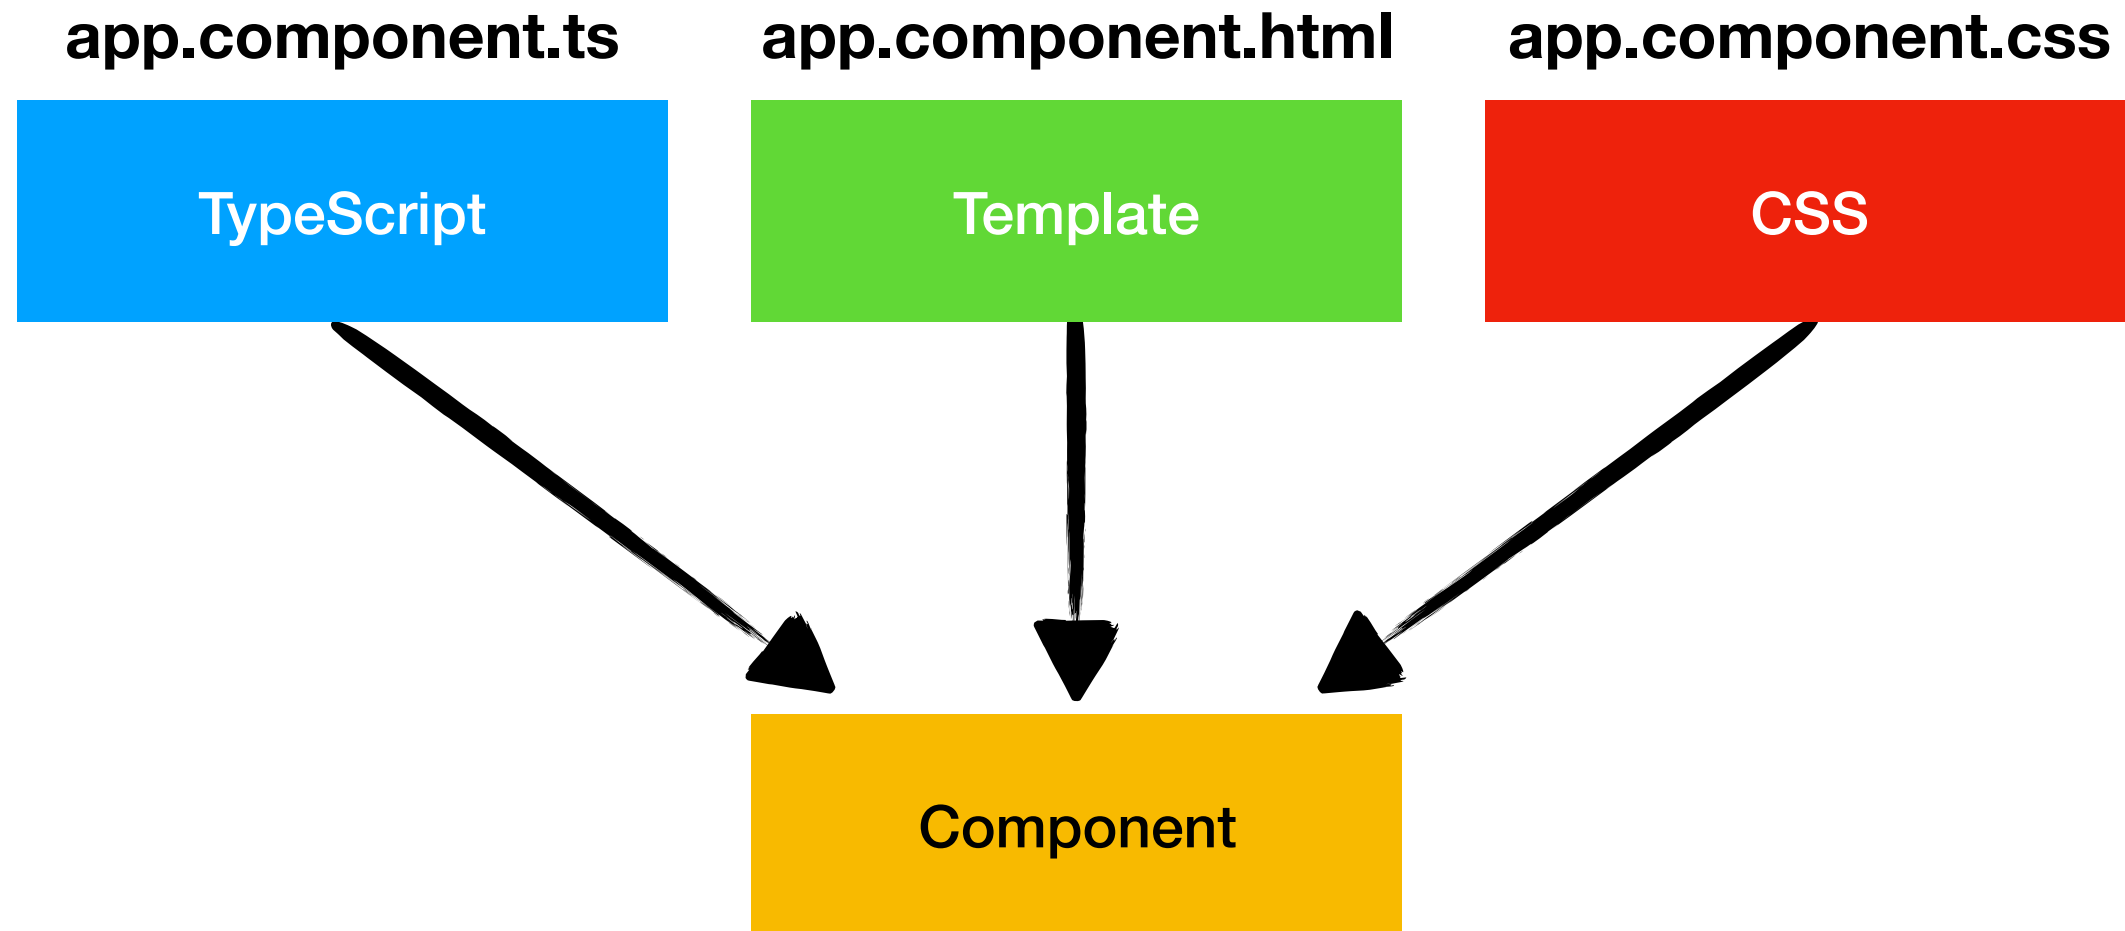 app.component.ts
app.component.html
app.component.css
TypeScript
Template
CSS
Component